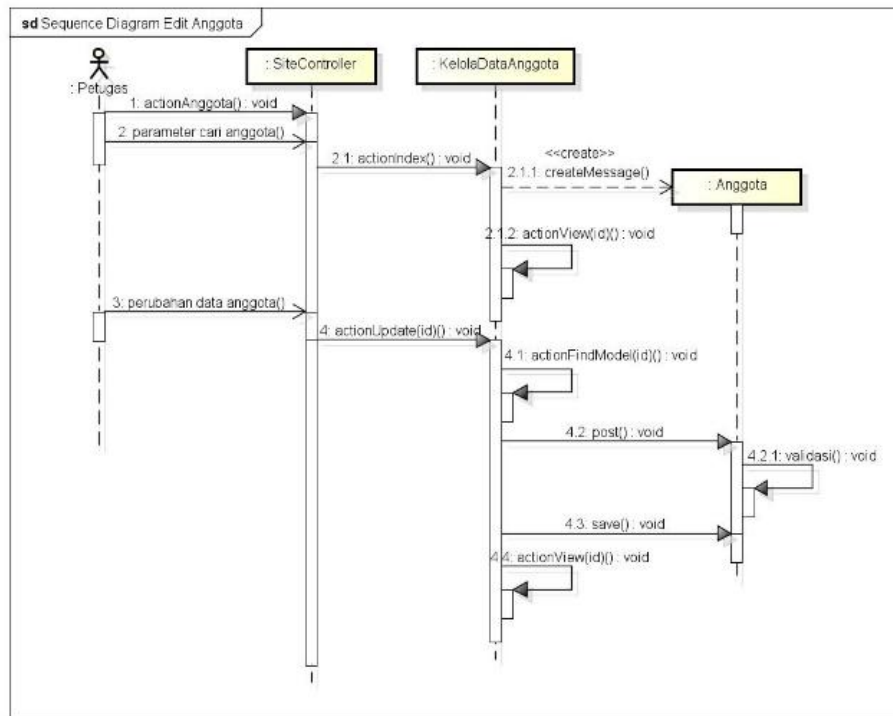 sd Sequence Diagram Edit Anggota
: Petugas
: SiteController
: KelolaDataAnggota
1: actionAnggota() : void
2: parameter cari anggota()
2.1: actionIndex() : void
<<create>>
2.1.1: createMessage()
: Anggota
2.1.2: actionView(id)() : void
3: perubahan data anggota()
4: actionUpdate(id)() : void
4.1: actionFindModel(id)() : void
4.2: post() : void
4.2.1: validasi() : void
4.3: save() : void
4.4: actionView(id)() : void